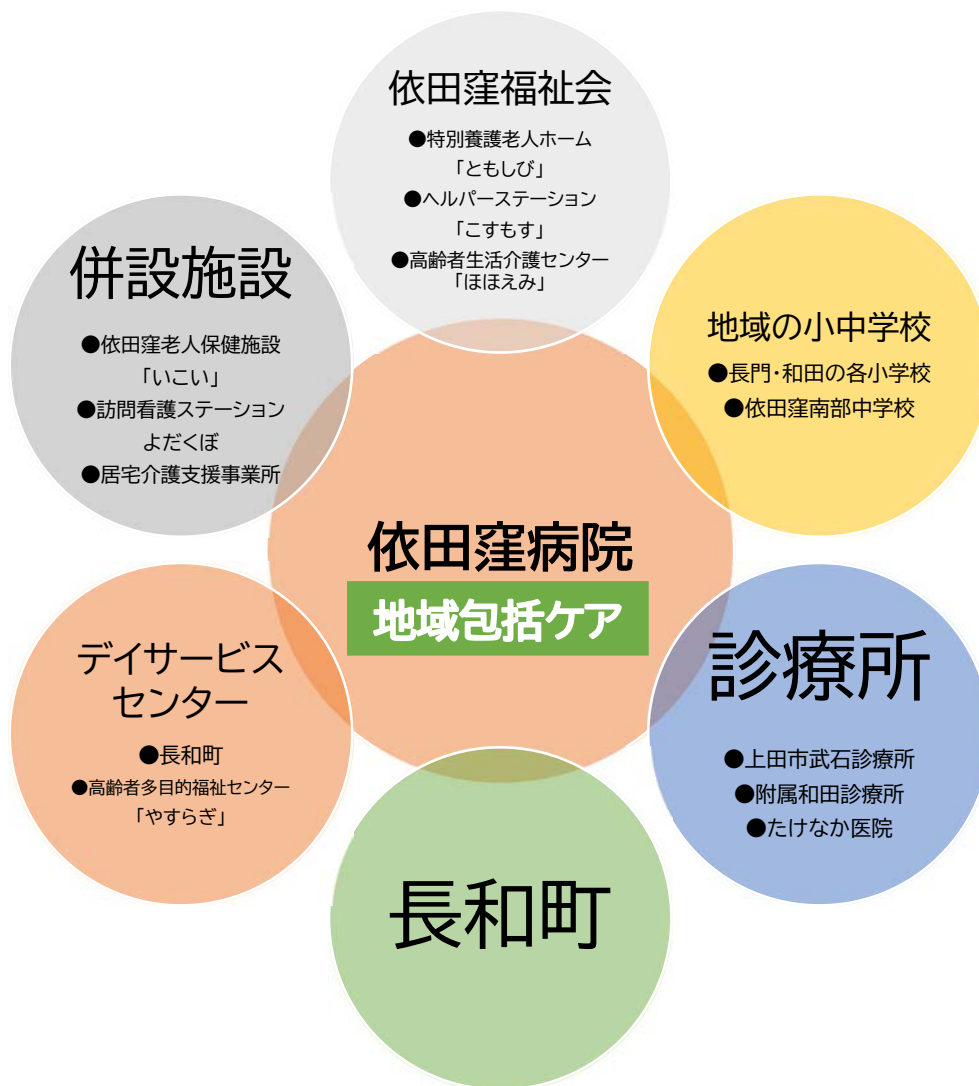 依田窪福祉会
●特別養護老人ホーム
「ともしび」
●ヘルパーステーション
「こすもす」
●高齢者生活介護センター
「ほほえみ」
併設施設
●依田窪老人保健施設
「いこい」
●訪問看護ステーション
よだくぼ
●居宅介護支援事業所
地域の小中学校
●長門・和田の各小学校
●依田窪南部中学校
依田窪病院
地域包括ケア
デイサービス
センター
●長和町
●高齢者多目的福祉センター
「やすらぎ」
診療所
●上田市武石診療所
●附属和田診療所
●たけなか医院
長和町